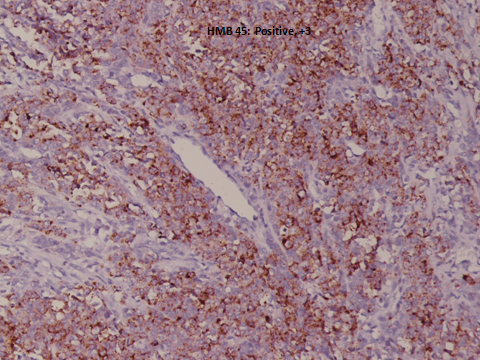 HMB 45:  Positive, +3